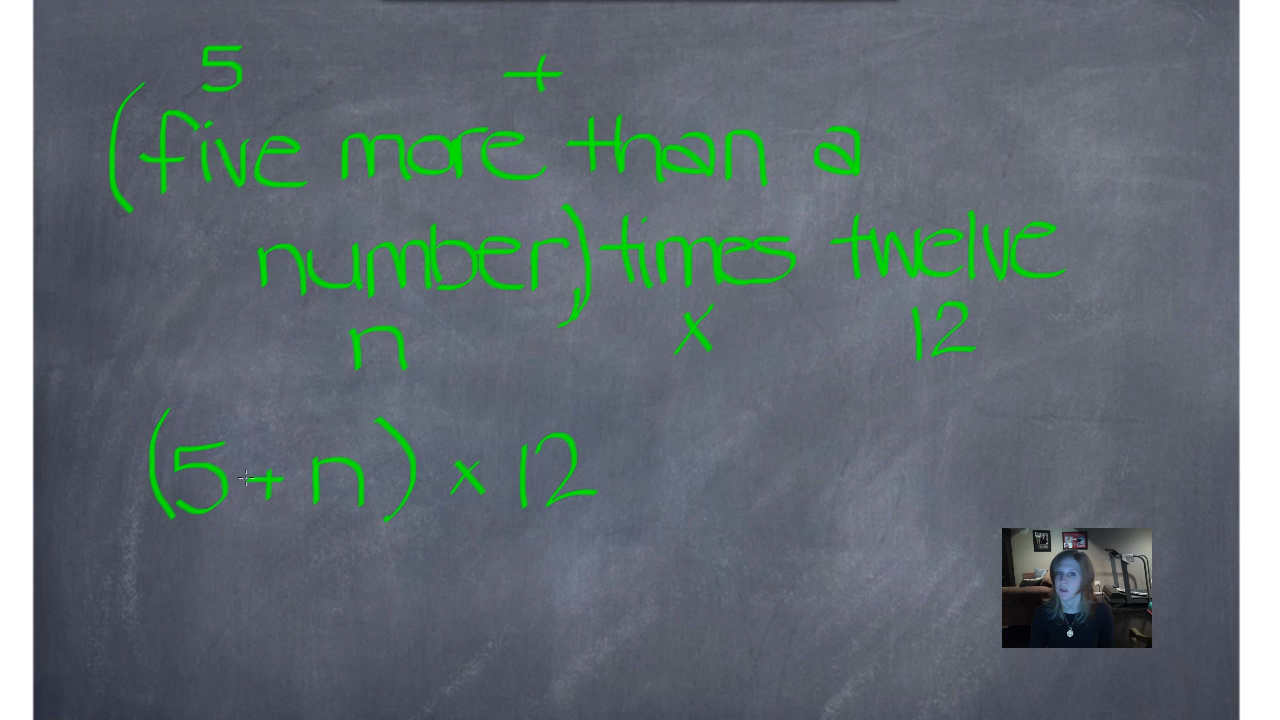 5 +
(five more than a
number,) times twelve
n x 12
(5+ n) x 12